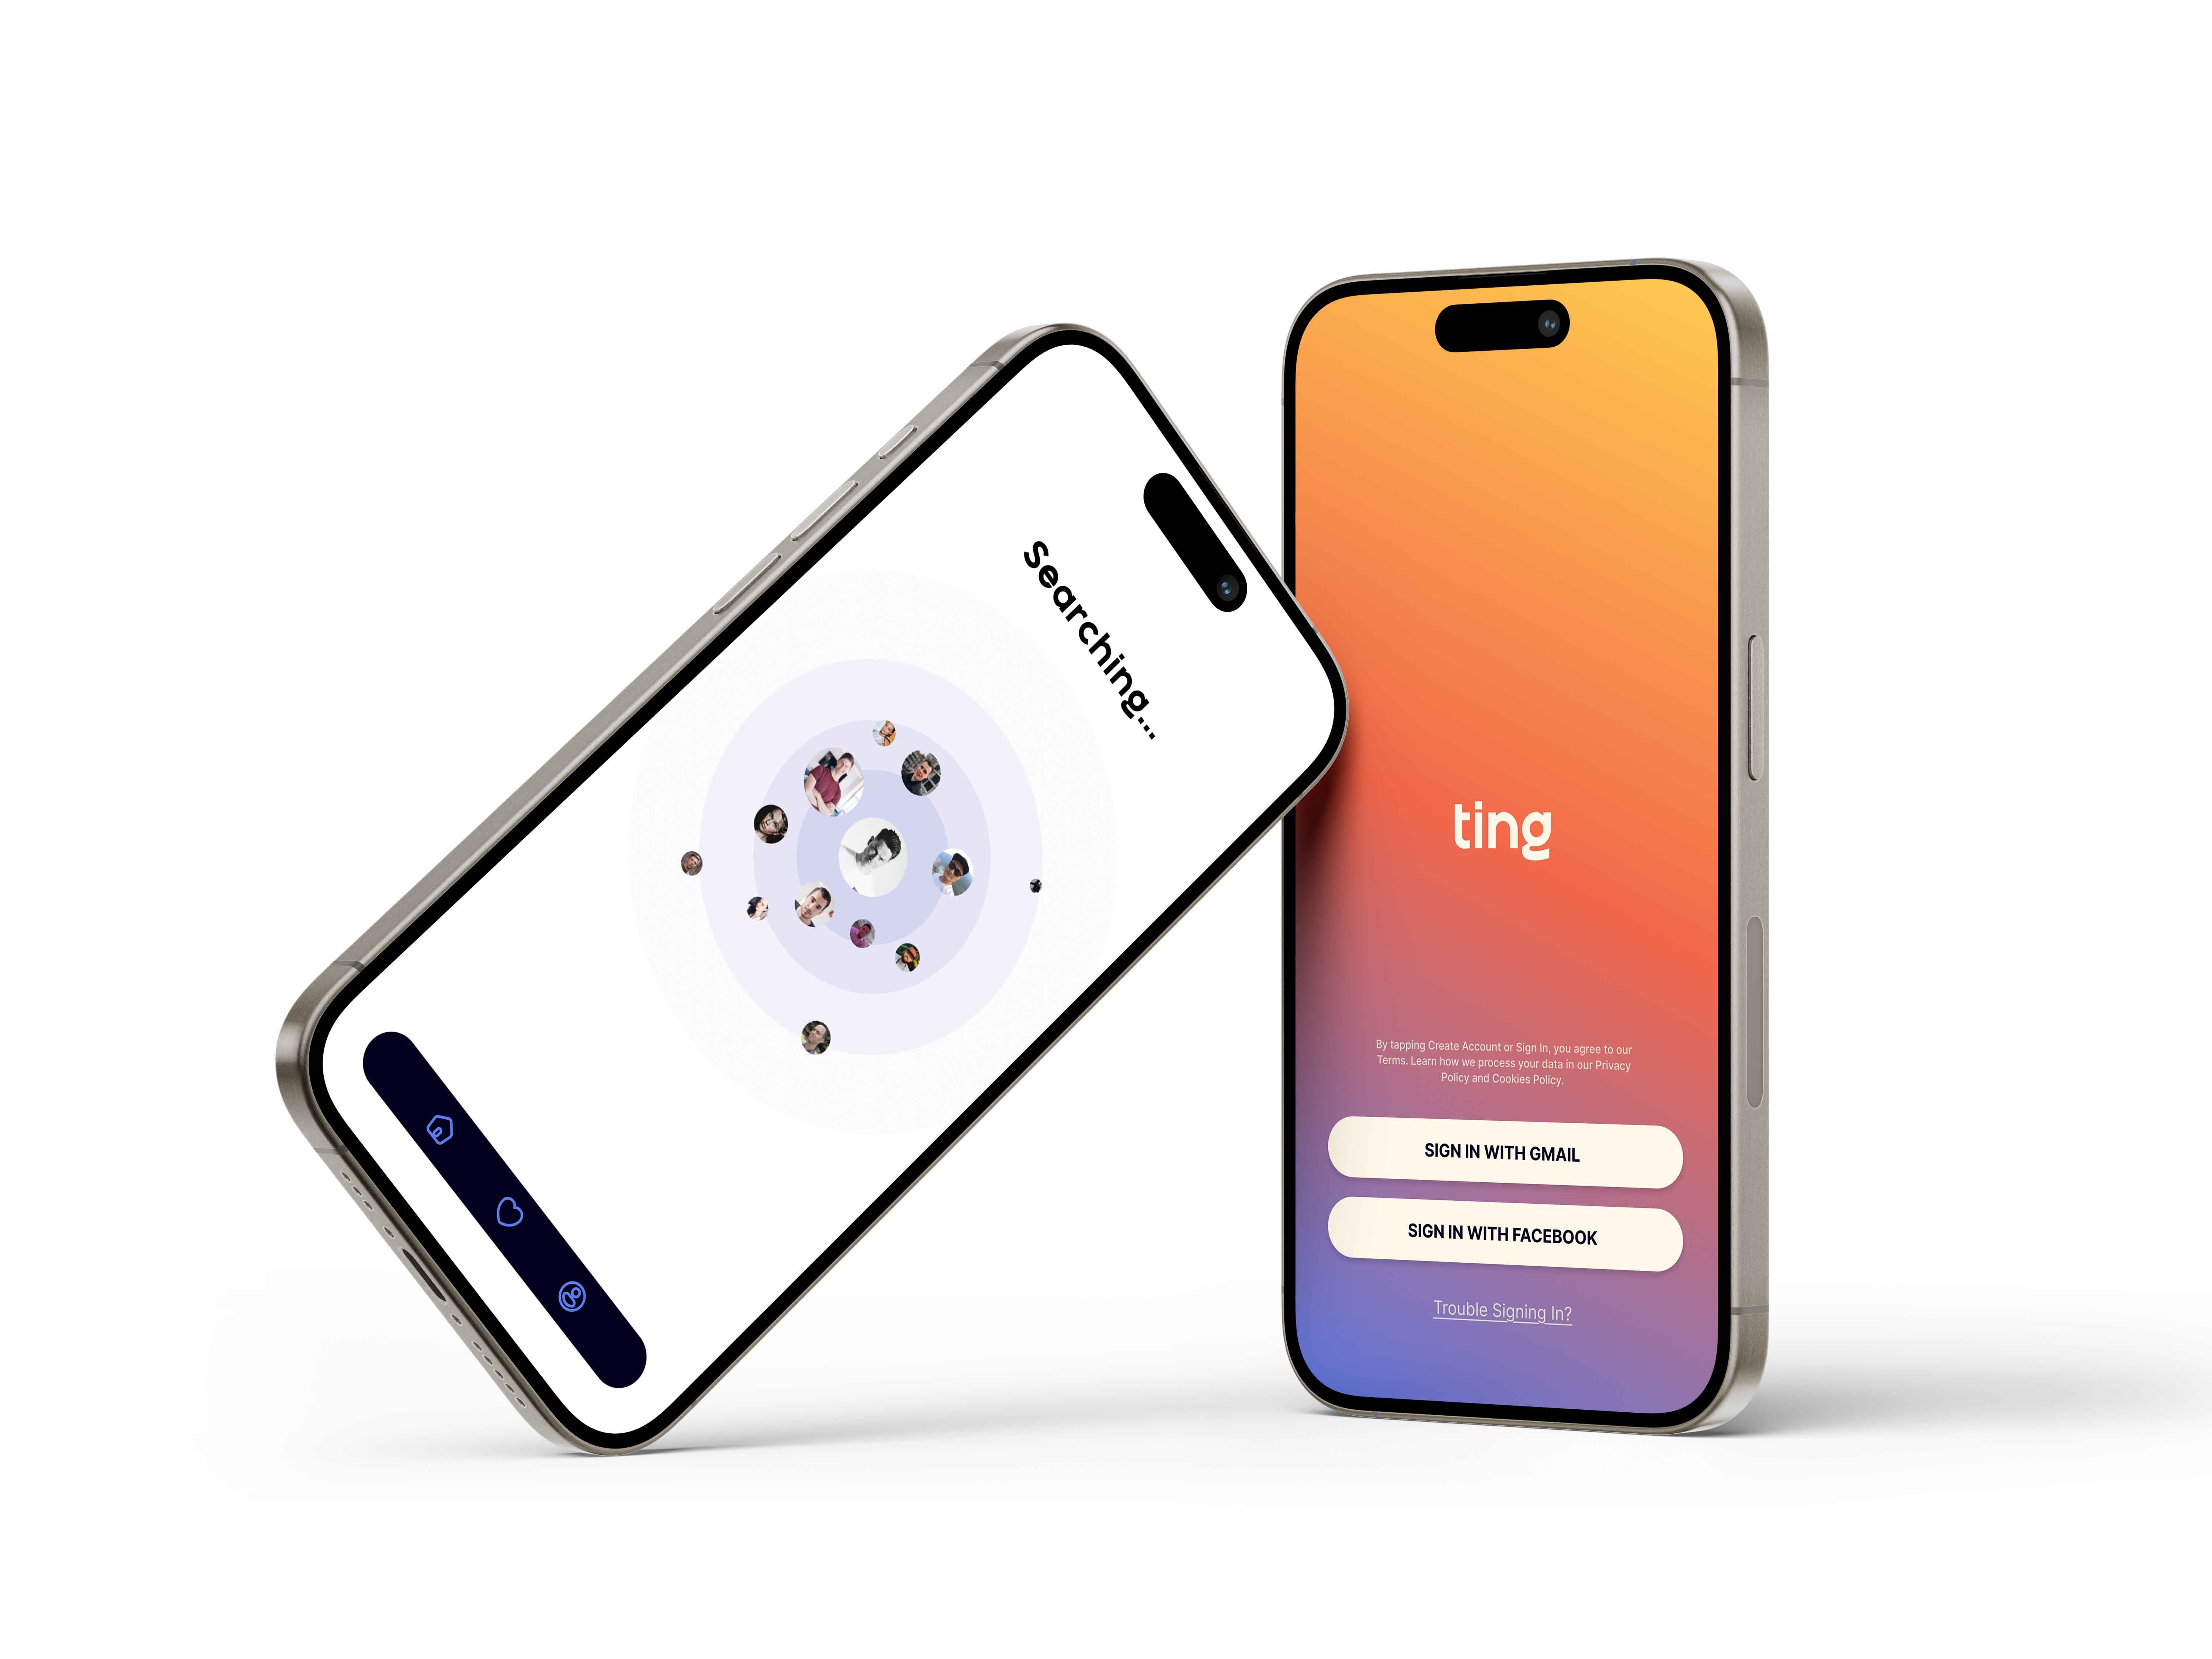 Searching...
ting
By tapping Create Account or Sign In, you agree to our
Terms. Learn how we process your data in our Privacy
Policy and Cookies Policy.
SIGN IN WITH GMAIL
SIGN IN WITH FACEBOOK
Trouble Signing In?